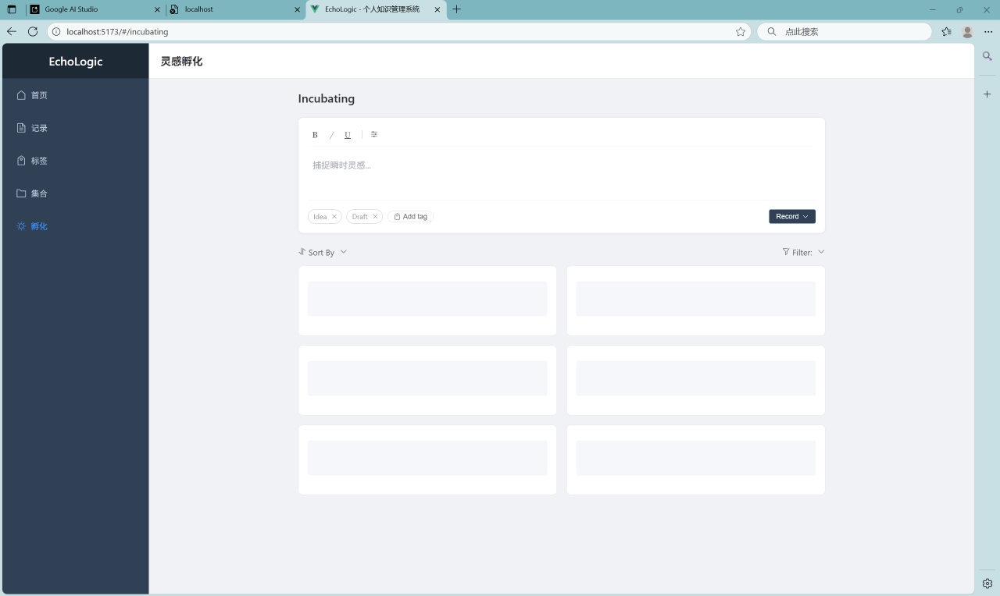 Google AI Studio
localhost
EchoLogic - 个人知识管理系统
localhost:5173/#/incubating
点此搜索
EchoLogic
灵感孵化
首页
记录
标签
集合
孵化
Incubating
B / U
捕捉瞬时灵感...
Idea
Draft
Add tag
Record
Sort By
Filter: